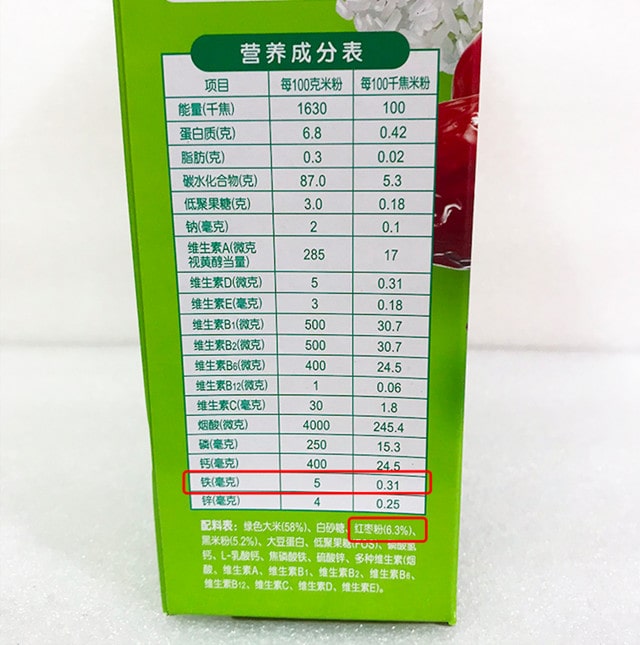 营养成分表
项目 每100克米粉 每100千焦米粉
能量(千焦) 1630 100
蛋白质(克) 6.8 0.42
脂肪(克) 0.3 0.02
碳水化合物(克) 87.0 5.3
低聚果糖(克) 3.0 0.18
钠(毫克) 2 0.1
维生素A(微克
视黄醇当量) 285 17
维生素D(微克) 5 0.31
维生素E(毫克) 3 0.18
维生素B1(微克) 500 30.7
维生素B2(微克) 500 30.7
维生素B6(微克) 400 24.5
维生素B12(微克) 1 0.06
维生素C(毫克) 30 1.8
烟酸(微克) 4000 245.4
磷(毫克) 250 15.3
钙(毫克) 400 24.5
铁(毫克) 5 0.31
锌(毫克) 4 0.25
配料表：绿色大米(58%)、白砂糖、红枣粉(6.3%)、
黑米粉(5.2%)、大豆蛋白、低聚果糖(FOS)、磷酸氢
钙、L-乳酸钙、焦磷酸铁、硫酸锌、多种维生素(烟
酸、维生素A、维生素B1、维生素B2、维生素B6、
维生素B12、维生素C、维生素D、维生素E)。